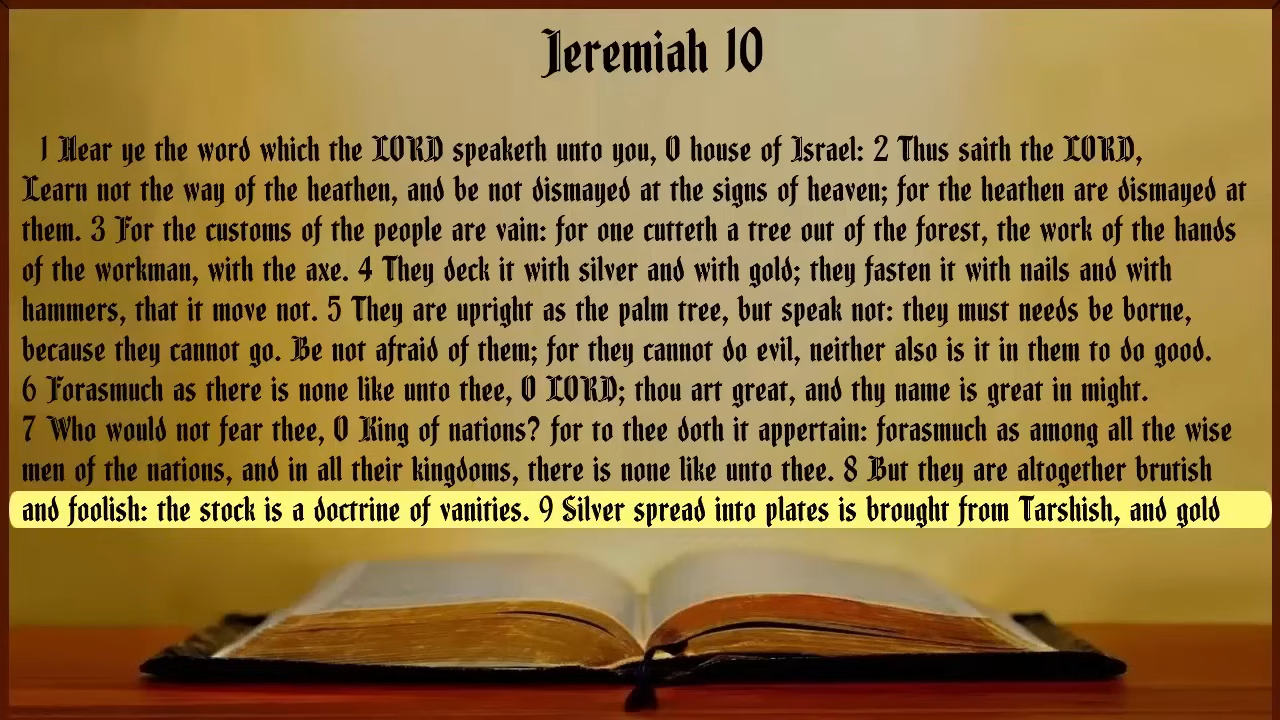 Jeremiah 10
1 Hear ye the word which the LORD speaketh unto you, O house of Israel: 2 Thus saith the LORD,
Learn not the way of the heathen, and be not dismayed at the signs of heaven; for the heathen are dismayed at
them. 3 For the customs of the people are vain: for one cutteth a tree out of the forest, the work of the hands
of the workman, with the axe. 4 They deck it with silver and with gold; they fasten it with nails and with
hammers, that it move not. 5 They are upright as the palm tree, but speak not: they must needs be borne,
because they cannot go. Be not afraid of them; for they cannot do evil, neither also is it in them to do good.
6 Forasmuch as there is none like unto thee, O LORD; thou art great, and thy name is great in might.
7 Who would not fear thee, O King of nations? for to thee doth it appertain: forasmuch as among all the wise
men of the nations, and in all their kingdoms, there is none like unto thee. 8 But they are altogether brutish
and foolish: the stock is a doctrine of vanities. 9 Silver spread into plates is brought from Tarshish, and gold